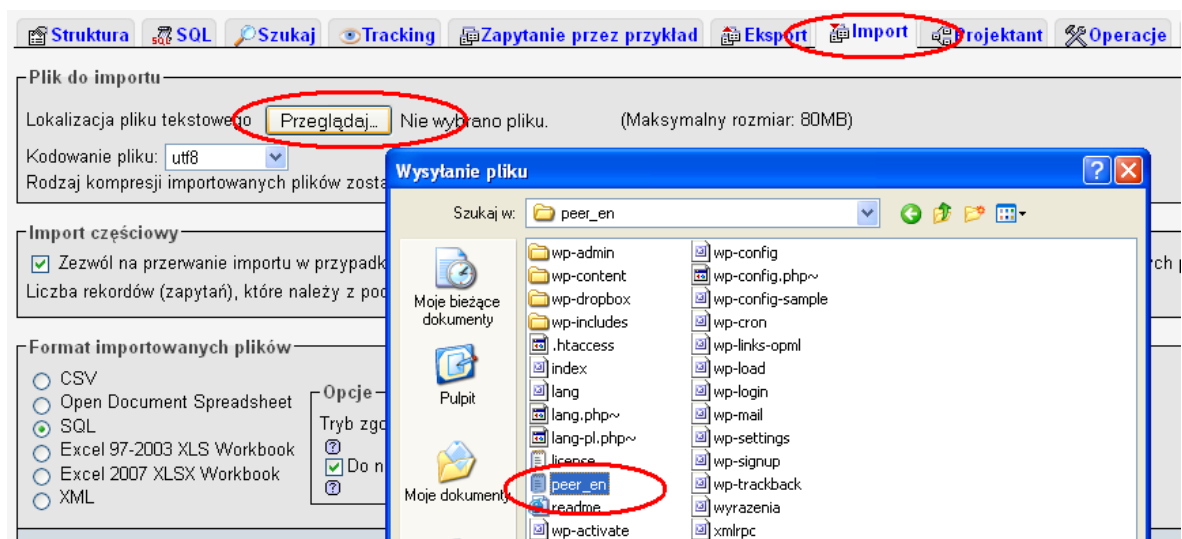 Struktura SQL Szukaj Tracking Zapytanie przez przykład Eksport Import Projektant Operacje
Plik do importu
Lokalizacja pliku tekstowego Przeglądaj... Nie wybrano pliku. (Maksymalny rozmiar: 80MB)
Kodowanie pliku: utf8
Rodzaj kompresji importowanych plików zosta
Import częściowy
Zezwól na przerwanie importu w przypadk
ch
Liczba rekordów (zapytań), które należy z poc
Format importowanych plików
CSV
Open Document Spreadsheet
SQL
Excel 97-2003 XLS Workbook
Excel 2007 XLSX Workbook
XML
Opcje
Tryb zgo
Do n
Wysyłanie pliku
Szukaj w: peer_en
Moje bieżące
dokumenty
Pulpit
Moje dokumenty
wp-admin
wp-content
wp-dropbox
wp-includes
.htaccess
index
lang
lang.php~
lang-pl.php~
license
peer_en
readme
wp-activate
wp-config
wp-config.php~
wp-config-sample
wp-cron
wp-links-opml
wp-load
wp-login
wp-mail
wp-settings
wp-signup
wp-trackback
wyrazenia
xmlrpc